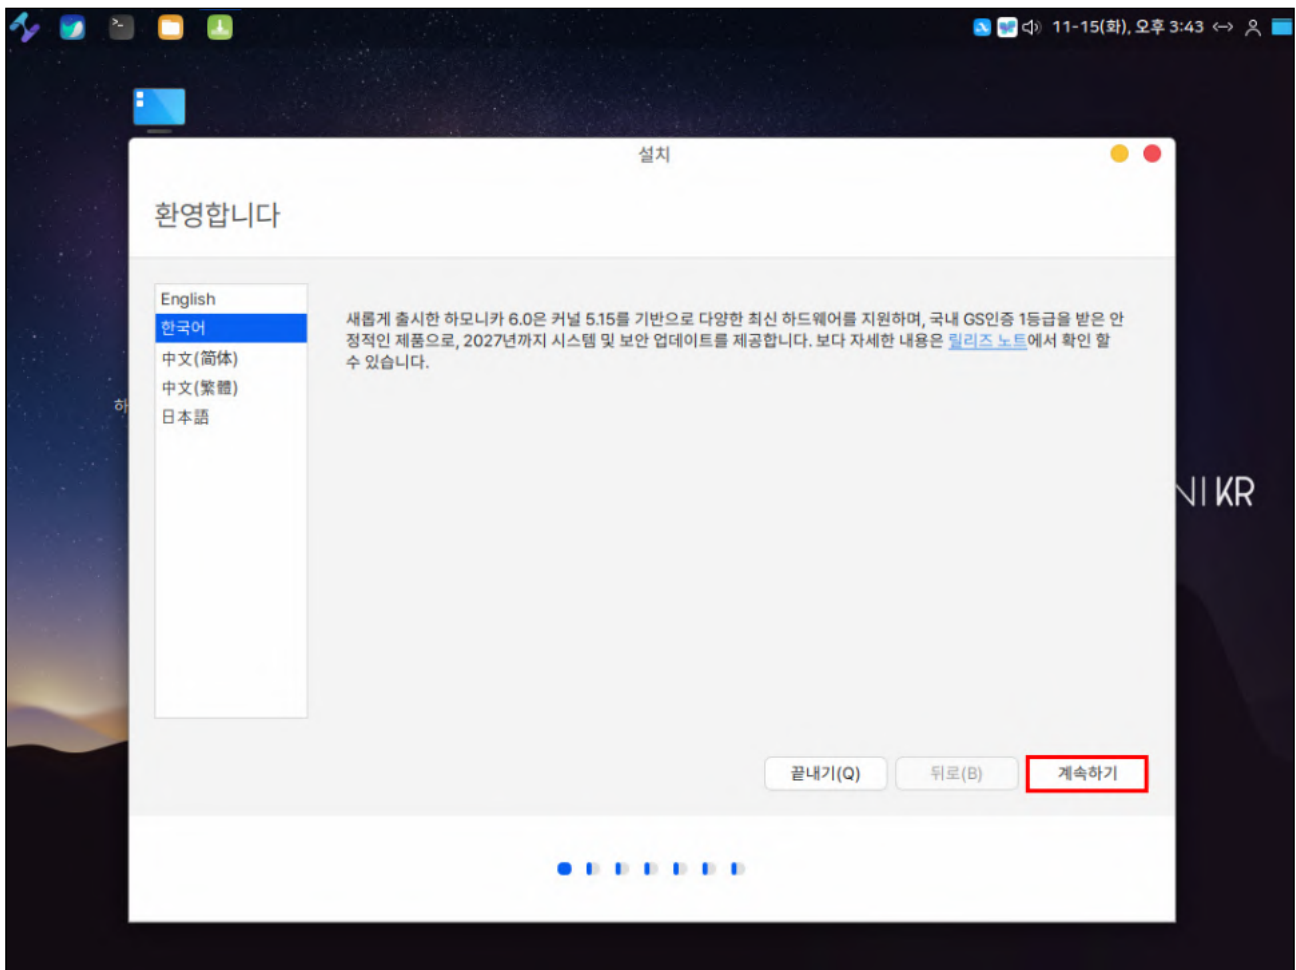 11-15(화), 오후 3:43
설치
환영합니다
English
한국어
中文(简体)
中文(繁體)
日本語
새롭게 출시한 하모니카 6.0은 커널 5.15를 기반으로 다양한 최신 하드웨어를 지원하며, 국내 GS인증 1등급을 받은 안
정적인 제품으로, 2027년까지 시스템 및 보안 업데이트를 제공합니다. 보다 자세한 내용은 릴리즈 노트에서 확인 할
수 있습니다.
하
NI KR
끝내기(Q)
뒤로(B)
계속하기